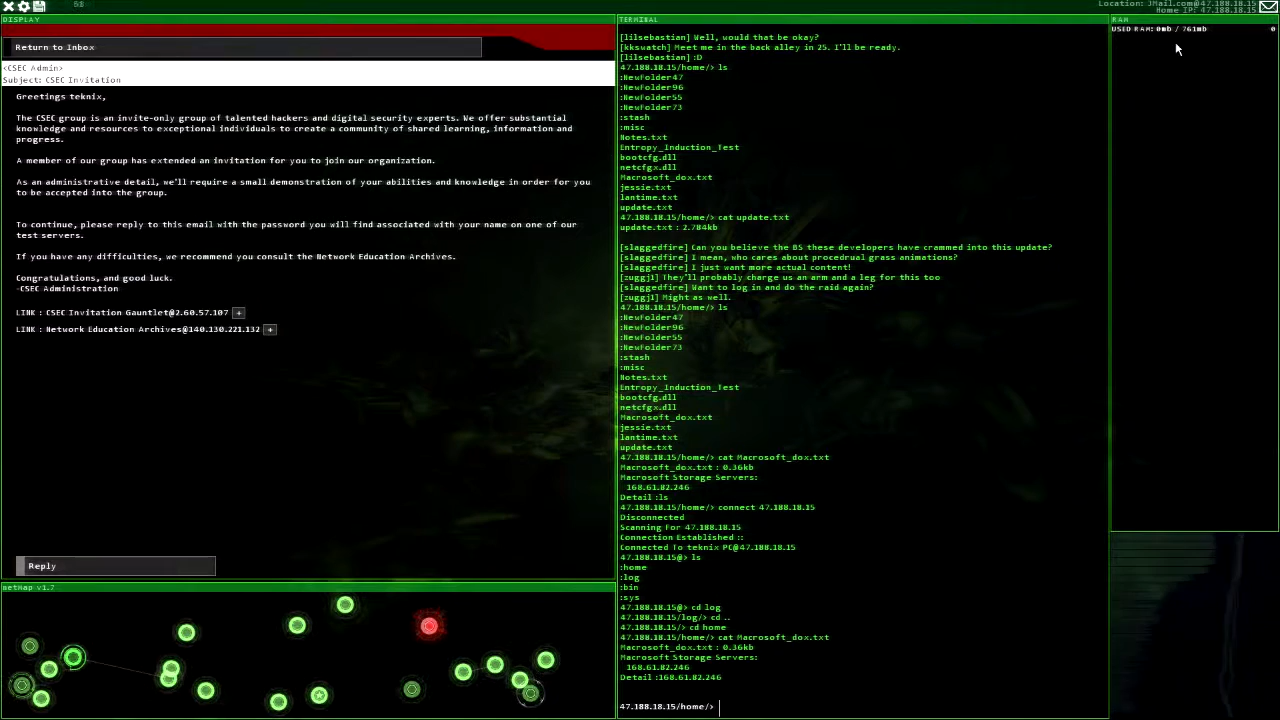 Location: JMail.com@47.188.18.15
Home IP: 47.188.18.15
DISPLAY
Return to Inbox
<CSEC Admin>
Subject: CSEC Invitation
Greetings teknix,
The CSEC group is an invite-only group of talented hackers and digital security experts. We offer substantial
knowledge and resources to exceptional individuals to create a community of shared learning, information and
progress.
A member of our group has extended an invitation for you to join our organization.
As an administrative detail, we'll require a small demonstration of your abilities and knowledge in order for you
to be accepted into the group.
To continue, please reply to this email with the password you will find associated with your name on one of our
test servers.
If you have any difficulties, we recommend you consult the Network Education Archives.
Congratulations, and good luck.
-CSEC Administration
LINK : CSEC Invitation Gauntlet@2.60.57.107 +
LINK : Network Education Archives@140.130.221.132 +
Reply
netMap v1.7
TERMINAL
[lilsebastian] Well, would that be okay?
[kkswatch] Meet me in the back alley in 25. I'll be ready.
[lilsebastian] :D
47.188.18.15/home/> ls
:NewFolder47
:NewFolder96
:NewFolder55
:NewFolder73
:stash
:misc
Notes.txt
Entropy_Induction_Test
bootcfg.dll
netcfgx.dll
Macrosoft_dox.txt
jessie.txt
lantime.txt
update.txt
47.188.18.15/home/> cat update.txt
update.txt : 2.784kb
[slaggedfire] Can you believe the BS these developers have crammed into this update?
[slaggedfire] I mean, who cares about procedrual grass animations?
[slaggedfire] I just want more actual content!
[zuggj1] They'll probably charge us an arm and a leg for this too
[slaggedfire] Want to log in and do the raid again?
[zuggj1] Might as well.
47.188.18.15/home/> ls
:NewFolder47
:NewFolder96
:NewFolder55
:NewFolder73
:stash
:misc
Notes.txt
Entropy_Induction_Test
bootcfg.dll
netcfgx.dll
Macrosoft_dox.txt
jessie.txt
lantime.txt
update.txt
47.188.18.15/home/> cat Macrosoft_dox.txt
Macrosoft_dox.txt : 0.36kb
Macrosoft Storage Servers:
168.61.82.246
Detail :ls
47.188.18.15/home/> connect 47.188.18.15
Disconnected
Scanning For 47.188.18.15
Connection Established ::
Connected To teknix PC@47.188.18.15
47.188.18.15@> ls
:home
:log
:bin
:sys
47.188.18.15@> cd log
47.188.18.15/log/> cd ..
47.188.18.15/> cd home
47.188.18.15/home/> cat Macrosoft_dox.txt
Macrosoft_dox.txt : 0.36kb
Macrosoft Storage Servers:
168.61.82.246
Detail :168.61.82.246
47.188.18.15/home/>
RAM
USED RAM: 0mb / 761mb 0